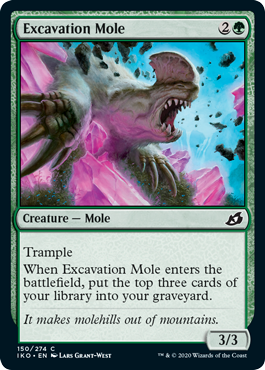 Excavation Mole 2
Creature — Mole
Trample
When Excavation Mole enters the
battlefield, put the top three cards of
your library into your graveyard.
It makes molehills out of mountains.
3/3
150/274 C
IKO • EN Lars Grant-West ™ & © 2020 Wizards of the Coast